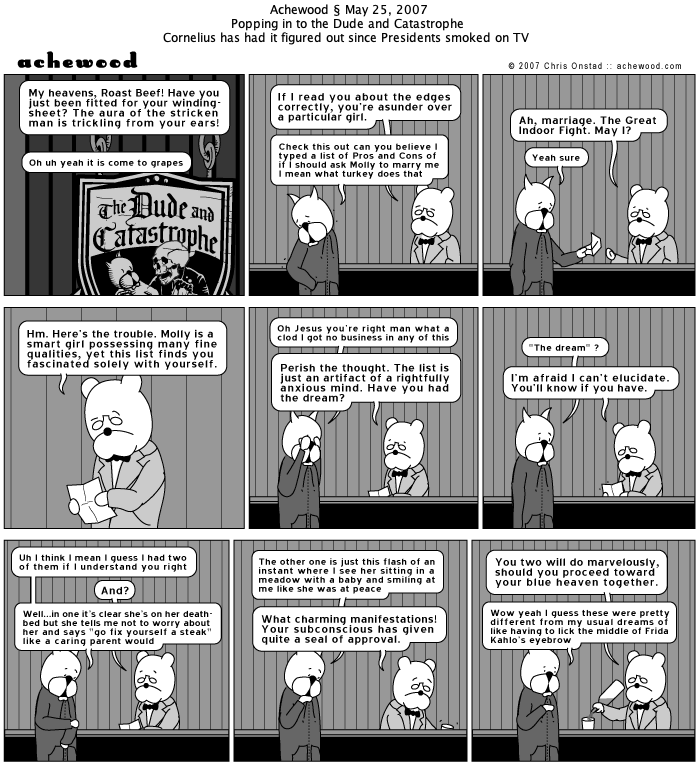 Achewood § May 25, 2007
Popping in to the Dude and Catastrophe
Cornelius has had it figured out since Presidents smoked on TV
achewood
© 2007 Chris Onstad :: achewood.com
My heavens, Roast Beef! Have you
just been fitted for your winding-
sheet? The aura of the stricken
man is trickling from your ears!
Oh uh yeah it is come to grapes
The Dude and
Catastrophe
If I read you about the edges
correctly, you're asunder over
a particular girl.
Check this out can you believe I
typed a list of Pros and Cons of
if I should ask Molly to marry me
I mean what turkey does that
Ah, marriage. The Great
Indoor Fight. May I?
Yeah sure
Hm. Here's the trouble. Molly is a
smart girl possessing many fine
qualities, yet this list finds you
fascinated solely with yourself.
Oh Jesus you're right man what a
clod I got no business in any of this
Perish the thought. The list is
just an artifact of a rightfully
anxious mind. Have you had
the dream?
"The dream" ?
I'm afraid I can't elucidate.
You'll know if you have.
Uh I think I mean I guess I had two
of them if I understand you right
And?
Well...in one it's clear she's on her death-
bed but she tells me not to worry about
her and says "go fix yourself a steak"
like a caring parent would
The other one is just this flash of an
instant where I see her sitting in a
meadow with a baby and smiling at
me like she was at peace
What charming manifestations!
Your subconscious has given
quite a seal of approval.
You two will do marvelously,
should you proceed toward
your blue heaven together.
Wow yeah I guess these were pretty
different from my usual dreams of
like having to lick the middle of Frida
Kahlo's eyebrow